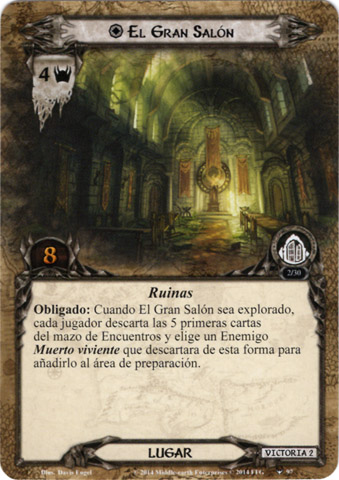 El Gran Salón
4
8
2/30
Ruinas
Obligado: Cuando El Gran Salón sea explorado,
cada jugador descarta las 5 primeras cartas
del mazo de Encuentros y elige un Enemigo
Muerto viviente que descartara de esta forma para
añadirlo al área de preparación.
VICTORIA 2
LUGAR
© 2014 Middle-earth Enterprises © 2014 FFG
97